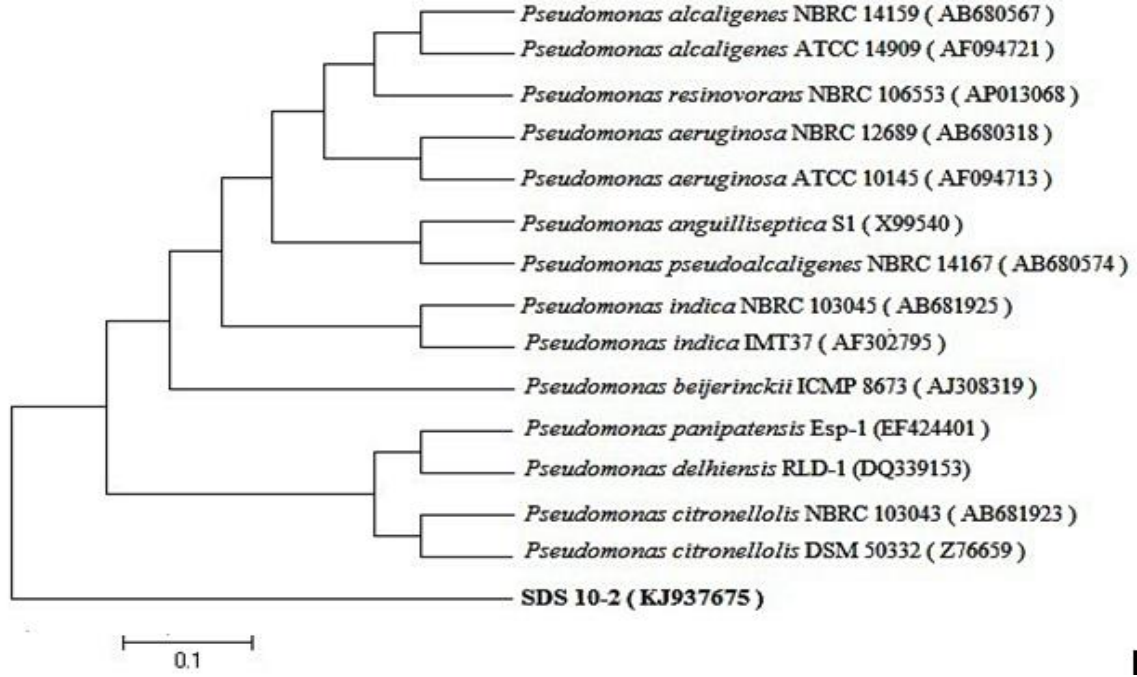 Pseudomonas alcaligenes NBRC 14159 ( AB680567 )
Pseudomonas alcaligenes ATCC 14909 ( AF094721 )
Pseudomonas resinovorans NBRC 106553 ( AP013068 )
Pseudomonas aeruginosa NBRC 12689 ( AB680318 )
Pseudomonas aeruginosa ATCC 10145 ( AF094713 )
Pseudomonas anguilliseptica S1 ( X99540 )
Pseudomonas pseudoalcaligenes NBRC 14167 ( AB680574 )
Pseudomonas indica NBRC 103045 ( AB681925 )
Pseudomonas indica IMT37 ( AF302795 )
Pseudomonas beijerinckii ICMP 8673 ( AJ308319 )
Pseudomonas panipatensis Esp-1 (EF424401 )
Pseudomonas delhiensis RLD-1 (DQ339153)
Pseudomonas citronellolis NBRC 103043 ( AB681923 )
Pseudomonas citronellolis DSM 50332 ( Z76659 )
SDS 10-2 ( KJ937675 )
0.1